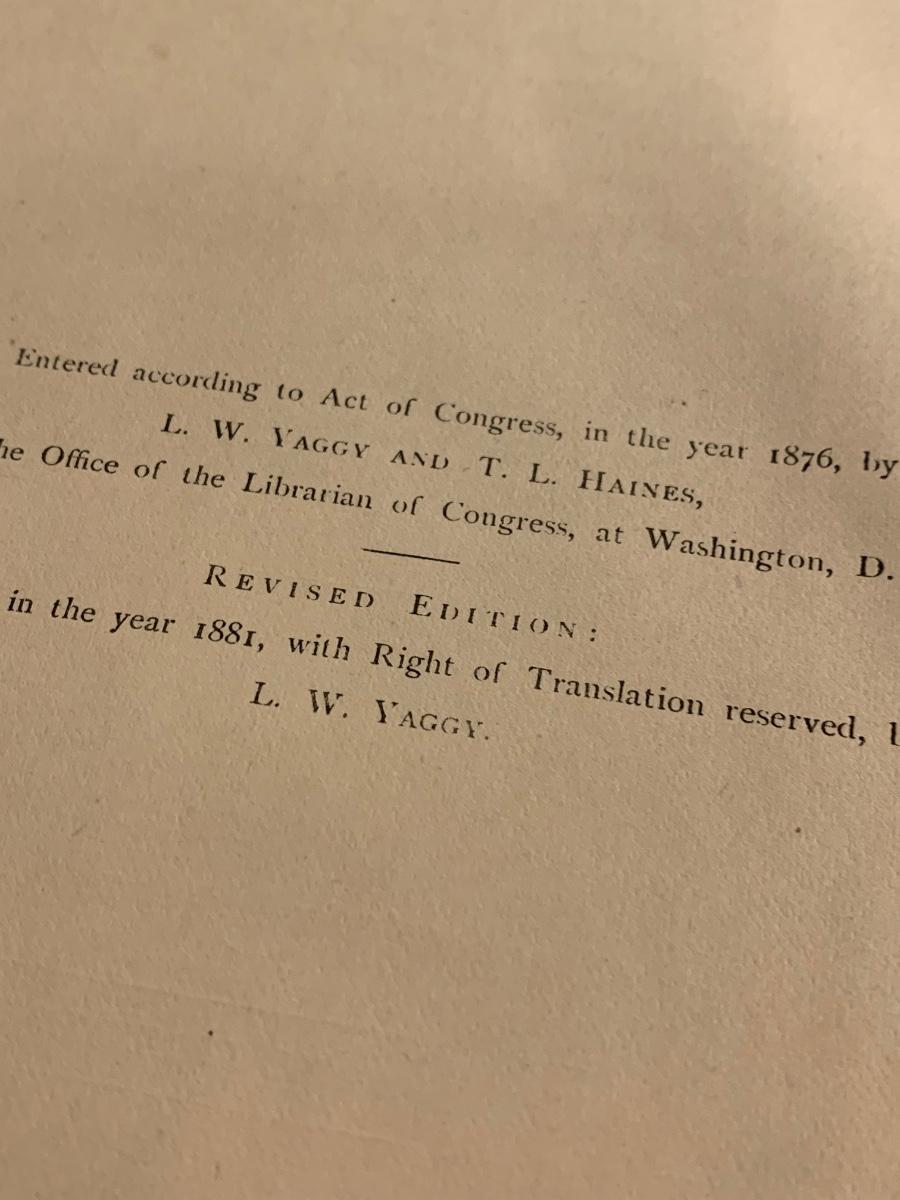 Entered according to Act of Congress, in the year 1876, by
L. W. YAGGY AND T. L. HAINES,
he Office of the Librarian of Congress, at Washington, D.
REVISED EDITION:
in the year 1881, with Right of Translation reserved,
L. W. YAGGY.